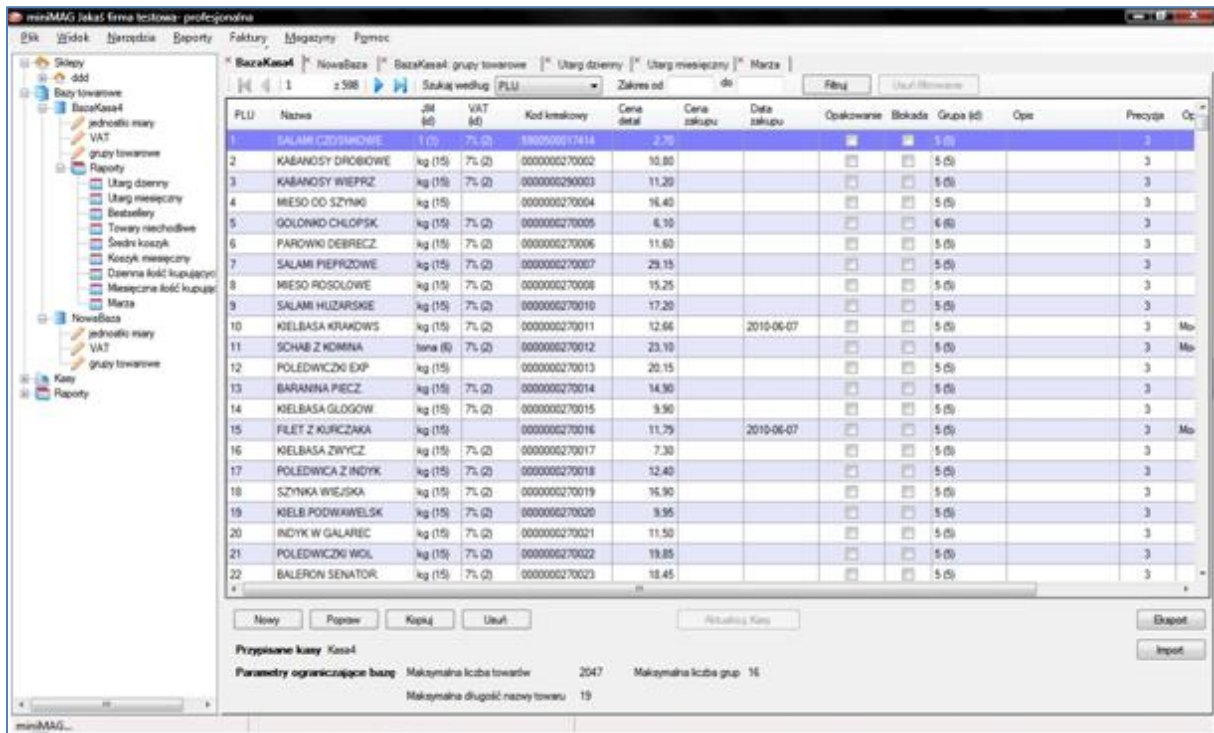 miniMAG Jakaś firma testowa- profesjonalna
Plik Widok Narzędzia Raporty Faktury Magazyny Pomoc
Sklepy
ddd
Bazy towarowe
BazaKasa4
jednostki miary
VAT
grupy towarowe
Raporty
Utarg dzienny
Utarg miesięczny
Bestsellery
Towary niechodliwe
Średni koszyk
Koszyk miesięczny
Dzienna ilość kupującyc
Miesięczna ilość kupując
Marża
NowaBaza
jednostki miary
VAT
grupy towarowe
Kasy
Raporty
BazaKasa4 NowaBaza BazaKasa4: grupy towarowe Utarg dzienny Utarg miesięczny Marża
1 z 598 Szukaj według PLU Zakres od do Filtruj Usuń filtrowanie
PLU Nazwa JM (id) VAT (id) Kod kreskowy Cena detal Cena zakupu Data zakupu Opakowanie Blokada Grupa (id) Opis Precyzja Op
1 SALAMI CZOSNKOWE 1 (1) 7% (2) 5900500017414 2,70 5 (5) 3
2 KABANOSY DROBIOWE kg (15) 7% (2) 0000000270002 10,80 5 (5) 3
3 KABANOSY WIEPRZ kg (15) 7% (2) 0000000290003 11,20 5 (5) 3
4 MIESO OD SZYNKI kg (15) 0000000270004 16,40 5 (5) 3
5 GOLONKO CHLOPSK kg (15) 7% (2) 0000000270005 6,10 6 (6) 3
6 PAROWKI DEBRECZ. kg (15) 7% (2) 0000000270006 11,60 5 (5) 3
7 SALAMI PIEPRZOWE kg (15) 7% (2) 0000000270007 29,15 5 (5) 3
8 MIESO ROSOLOWE kg (15) 7% (2) 0000000270008 15,25 5 (5) 3
9 SALAMI HUZARSKIE kg (15) 7% (2) 0000000270010 17,20 5 (5) 3
10 KIELBASA KRAKOWS kg (15) 7% (2) 0000000270011 12,66 2010-06-07 5 (5) 3
11 SCHAB Z KOMINA tona (6) 7% (2) 0000000270012 23,10 5 (5) 3
12 POLEDWICZKI EXP kg (15) 0000000270013 20,15 5 (5) 3
13 BARANINA PIECZ. kg (15) 7% (2) 0000000270014 14,90 5 (5) 3
14 KIELBASA GLOGOW. kg (15) 7% (2) 0000000270015 9,90 5 (5) 3
15 FILET Z KURCZAKA kg (15) 0000000270016 11,79 2010-06-07 5 (5) 3
16 KIELBASA ZWYCZ. kg (15) 7% (2) 0000000270017 7,30 5 (5) 3
17 POLEDWICA Z INDYK kg (15) 7% (2) 0000000270018 12,40 5 (5) 3
18 SZYNKA WIEJSKA kg (15) 7% (2) 0000000270019 16,90 5 (5) 3
19 KIELB.PODWAWELSK kg (15) 7% (2) 0000000270020 9,95 5 (5) 3
20 INDYK W GALAREC kg (15) 7% (2) 0000000270021 11,50 5 (5) 3
21 POLEDWICZKI WOL. kg (15) 7% (2) 0000000270022 19,85 5 (5) 3
22 BALERON SENATOR. kg (15) 7% (2) 0000000270023 18,45 5 (5) 3
Nowy Popraw Kopiuj Usuń Aktualizuj Kasy Eksport
Przypisane kasy Kasa4 Import
Parametry ograniczające bazę Maksymalna liczba towarów 2047 Maksymalna liczba grup 16
Maksymalna długość nazwy towaru 19
miniMAG...